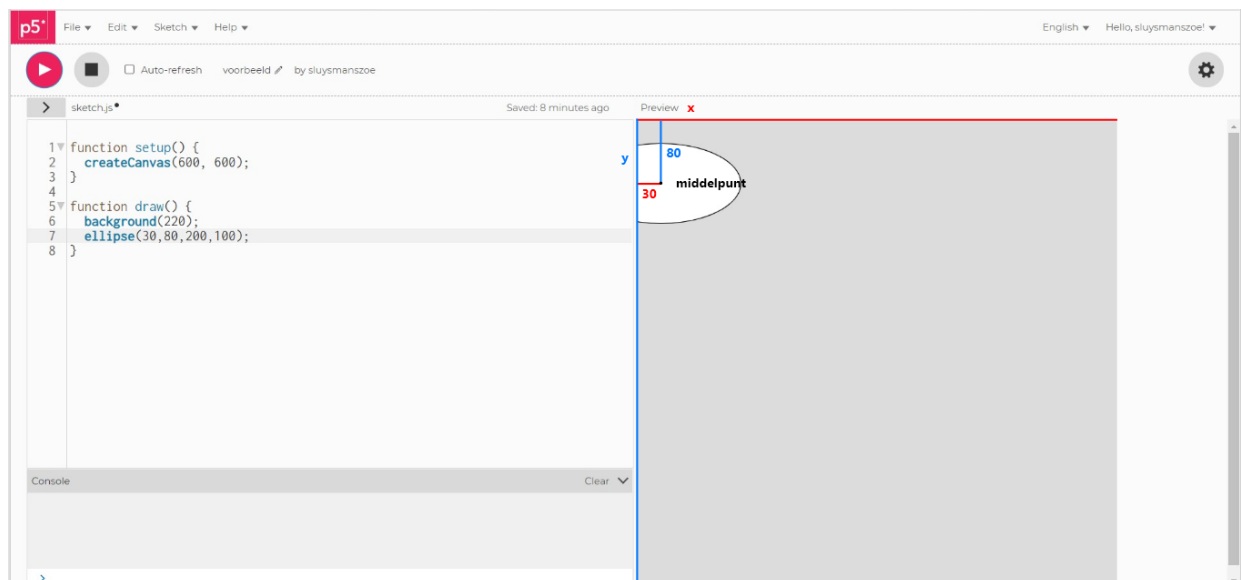 p5* File Edit Sketch Help English Hello, sluysmanszoe!
Auto-refresh voorbeeld by sluysmanszoe
sketch.js Saved: 8 minutes ago Preview x
1 function setup() {
2 createCanvas(600, 600);
3 }
4
5 function draw() {
6 background(220);
7 ellipse(30,80,200,100);
8 }
y
80
middelpunt
30
Console Clear